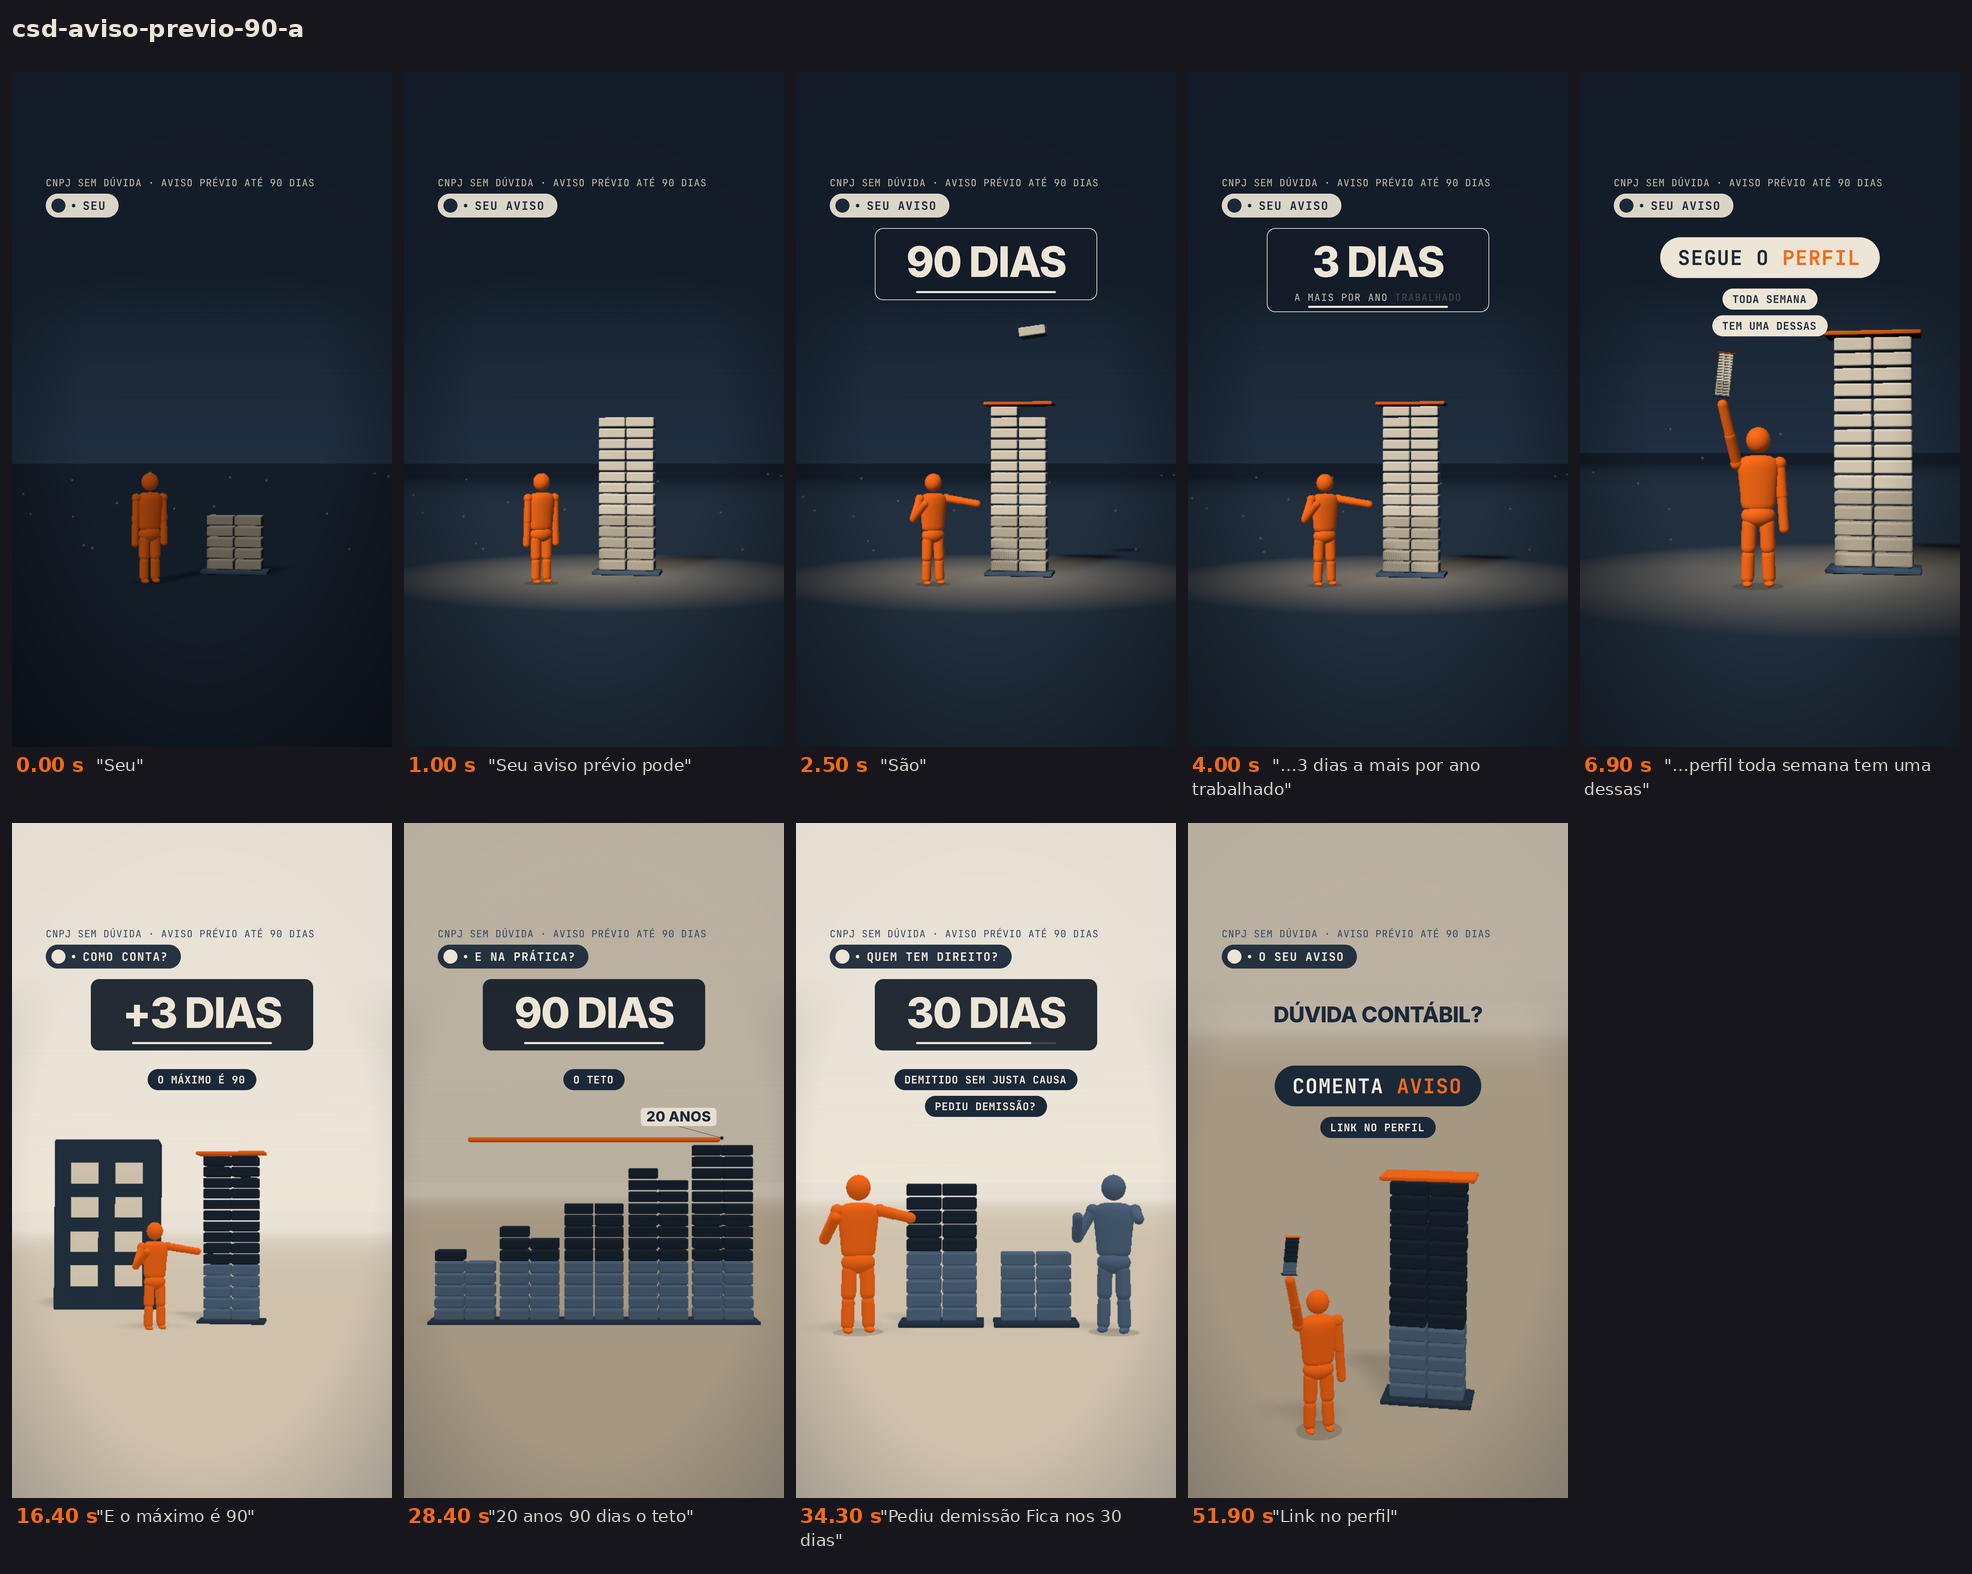 csd-aviso-previo-90-a
CNPJ SEM DÚVIDA · AVISO PRÉVIO ATÉ 90 DIAS
• SEU
0.00 s "Seu"
CNPJ SEM DÚVIDA · AVISO PRÉVIO ATÉ 90 DIAS
• SEU AVISO
1.00 s "Seu aviso prévio pode"
CNPJ SEM DÚVIDA · AVISO PRÉVIO ATÉ 90 DIAS
• SEU AVISO
90 DIAS
2.50 s "São"
CNPJ SEM DÚVIDA · AVISO PRÉVIO ATÉ 90 DIAS
• SEU AVISO
3 DIAS
A MAIS POR ANO TRABALHADO
4.00 s "...3 dias a mais por ano
trabalhado"
CNPJ SEM DÚVIDA · AVISO PRÉVIO ATÉ 90 DIAS
• SEU AVISO
SEGUE O PERFIL
TODA SEMANA
TEM UMA DESSAS
6.90 s "...perfil toda semana tem uma
dessas"
CNPJ SEM DÚVIDA · AVISO PRÉVIO ATÉ 90 DIAS
• COMO CONTA?
+3 DIAS
O MÁXIMO É 90
16.40 s "E o máximo é 90"
CNPJ SEM DÚVIDA · AVISO PRÉVIO ATÉ 90 DIAS
• E NA PRÁTICA?
90 DIAS
O TETO
20 ANOS
28.40 s "20 anos 90 dias o teto"
CNPJ SEM DÚVIDA · AVISO PRÉVIO ATÉ 90 DIAS
• QUEM TEM DIREITO?
30 DIAS
DEMITIDO SEM JUSTA CAUSA
PEDIU DEMISSÃO?
34.30 s "Pediu demissão Fica nos 30
dias"
CNPJ SEM DÚVIDA · AVISO PRÉVIO ATÉ 90 DIAS
• O SEU AVISO
DÚVIDA CONTÁBIL?
COMENTA AVISO
LINK NO PERFIL
51.90 s "Link no perfil"